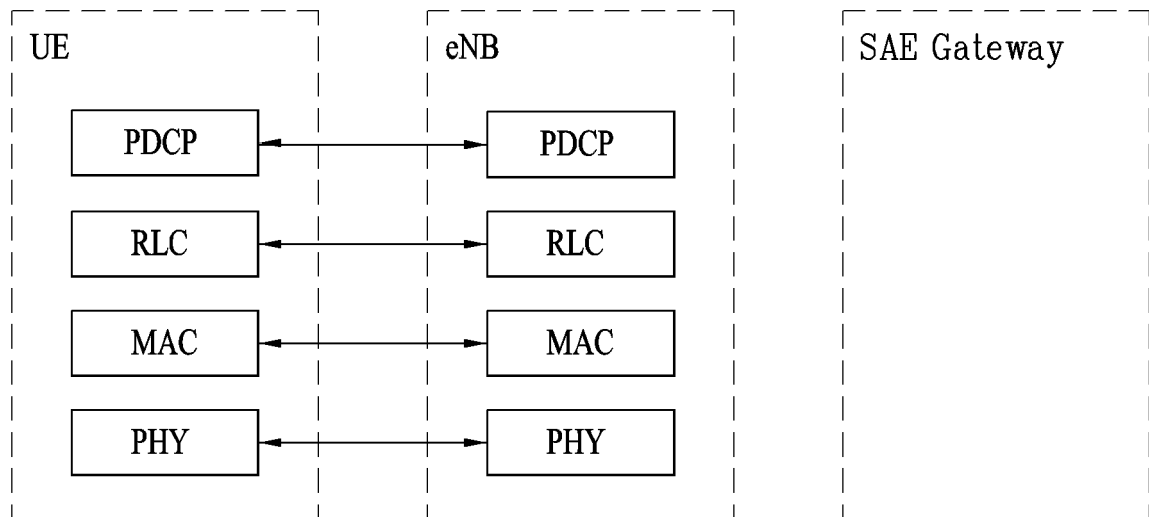 UE
eNB
SAE Gateway
PDCP
PDCP
RLC
RLC
MAC
MAC
PHY
PHY